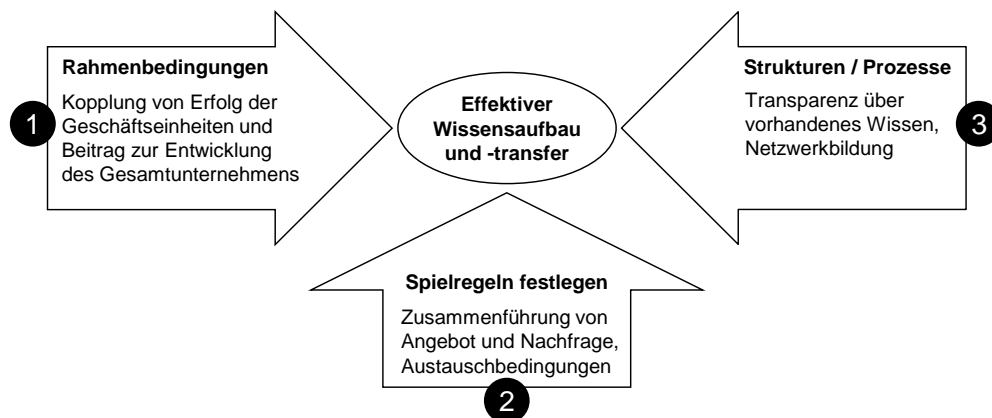 Rahmenbedingungen
Kopplung von Erfolg der
Geschäftseinheiten und
Beitrag zur Entwicklung
des Gesamtunternehmens
1
Effektiver
Wissensaufbau
und -transfer
Strukturen / Prozesse
Transparenz über
vorhandenes Wissen,
Netzwerkbildung
3
Spielregeln festlegen
Zusammenführung von
Angebot und Nachfrage,
Austauschbedingungen
2